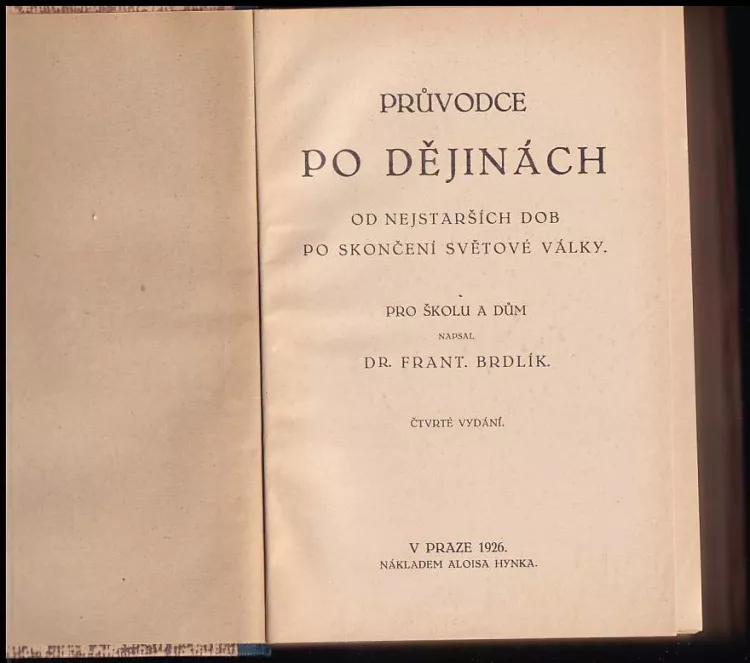 PRŮVODCE
PO DĚJINÁCH
OD NEJSTARŠÍCH DOB
PO SKONČENÍ SVĚTOVÉ VÁLKY.
PRO ŠKOLU A DŮM
NAPSAL
DR. FRANT. BRDLÍK.
ČTVRTÉ VYDÁNÍ.
V PRAZE 1926.
NÁKLADEM ALOISA HYNKA.